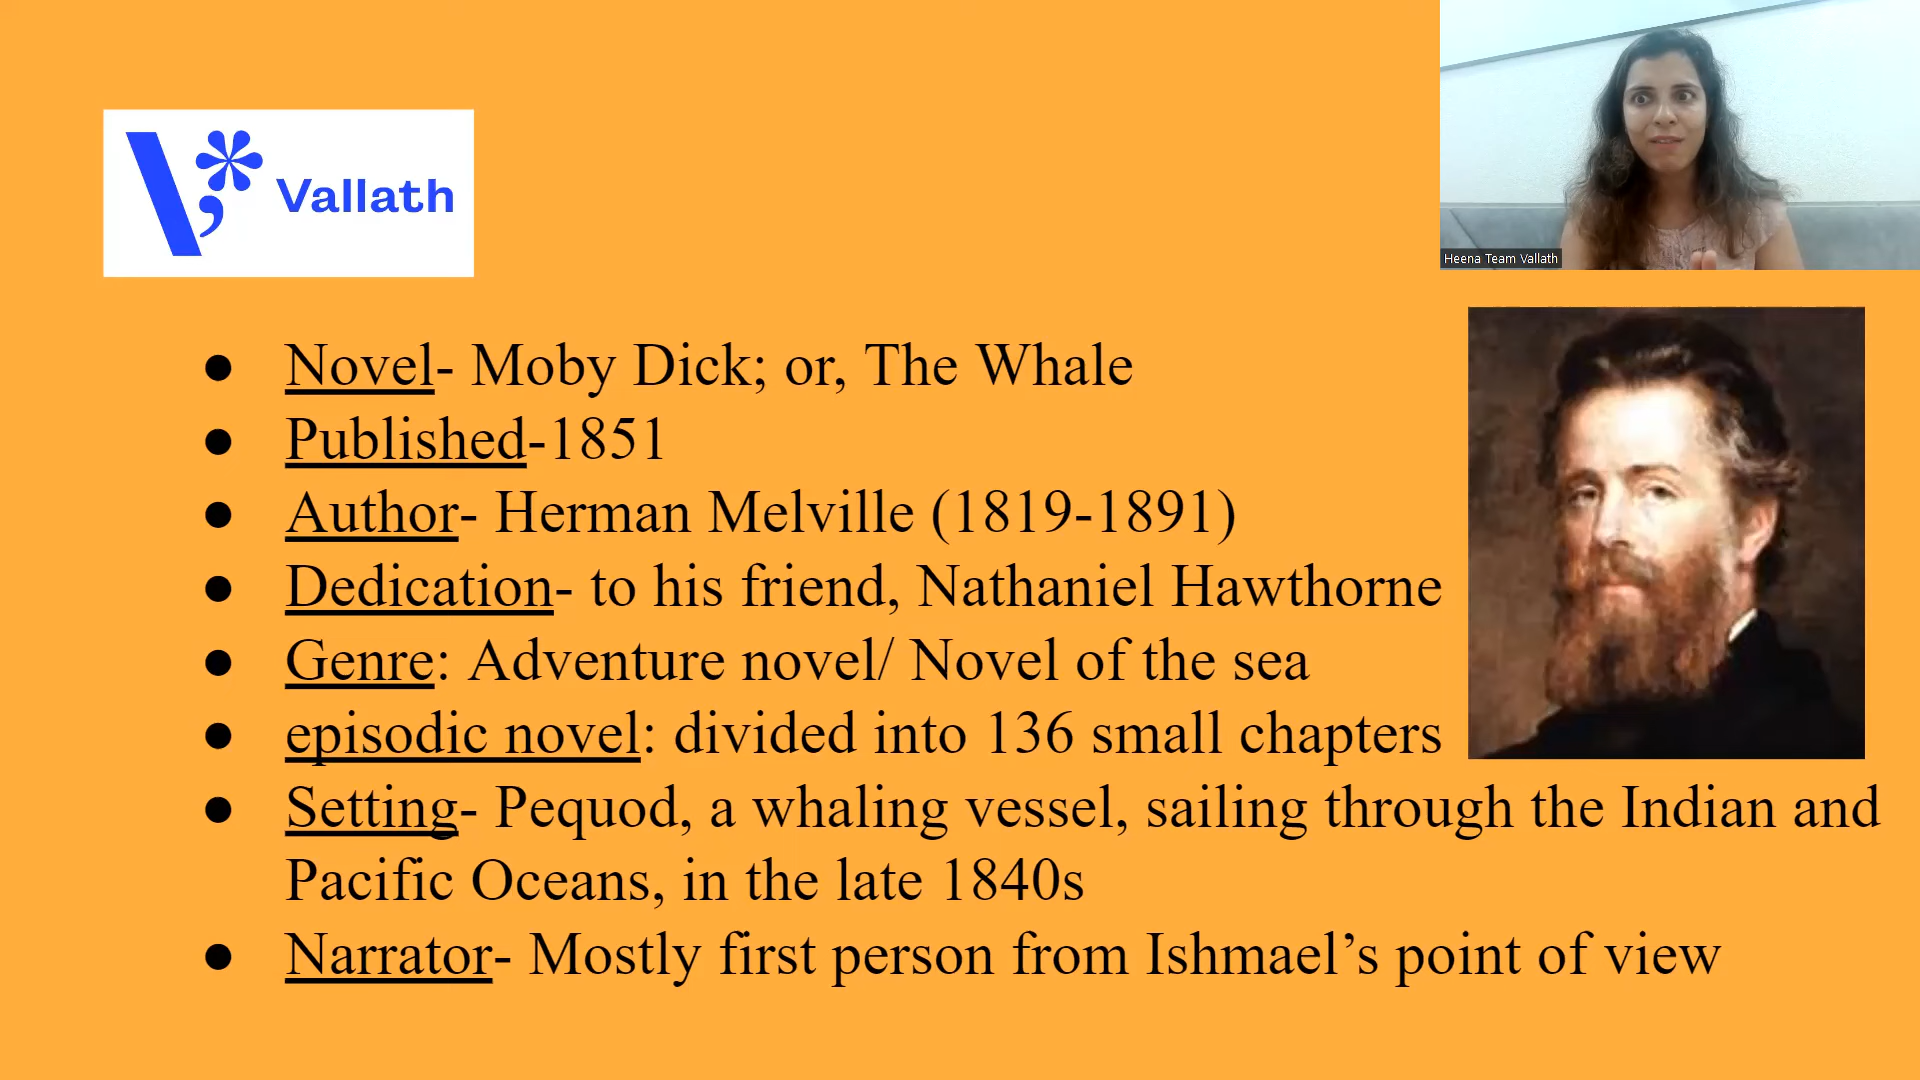 Vallath
Heena Team Vallath
● Novel- Moby Dick; or, The Whale
● Published-1851
● Author- Herman Melville (1819-1891)
● Dedication- to his friend, Nathaniel Hawthorne
● Genre: Adventure novel/ Novel of the sea
● episodic novel: divided into 136 small chapters
● Setting- Pequod, a whaling vessel, sailing through the Indian and
Pacific Oceans, in the late 1840s
● Narrator- Mostly first person from Ishmael’s point of view